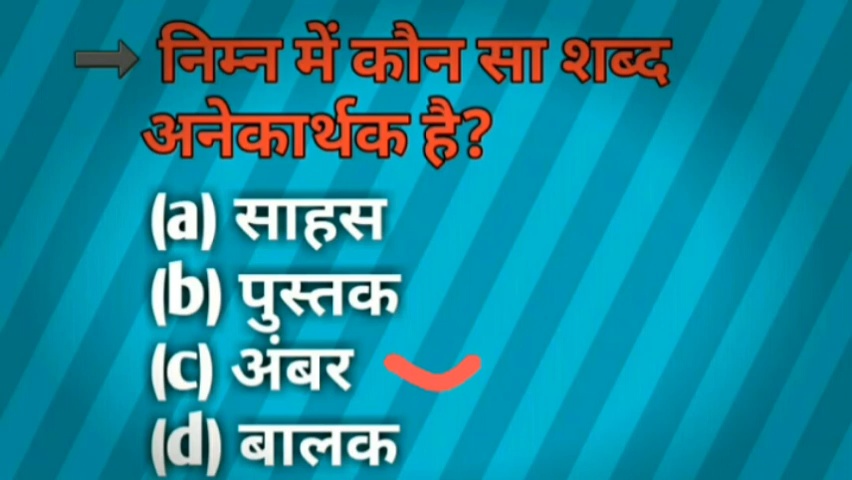 निम्न में कौन सा शब्द
अनेकार्थक है?
(a) साहस
(b) पुस्तक
(c) अंबर
(d) बालक